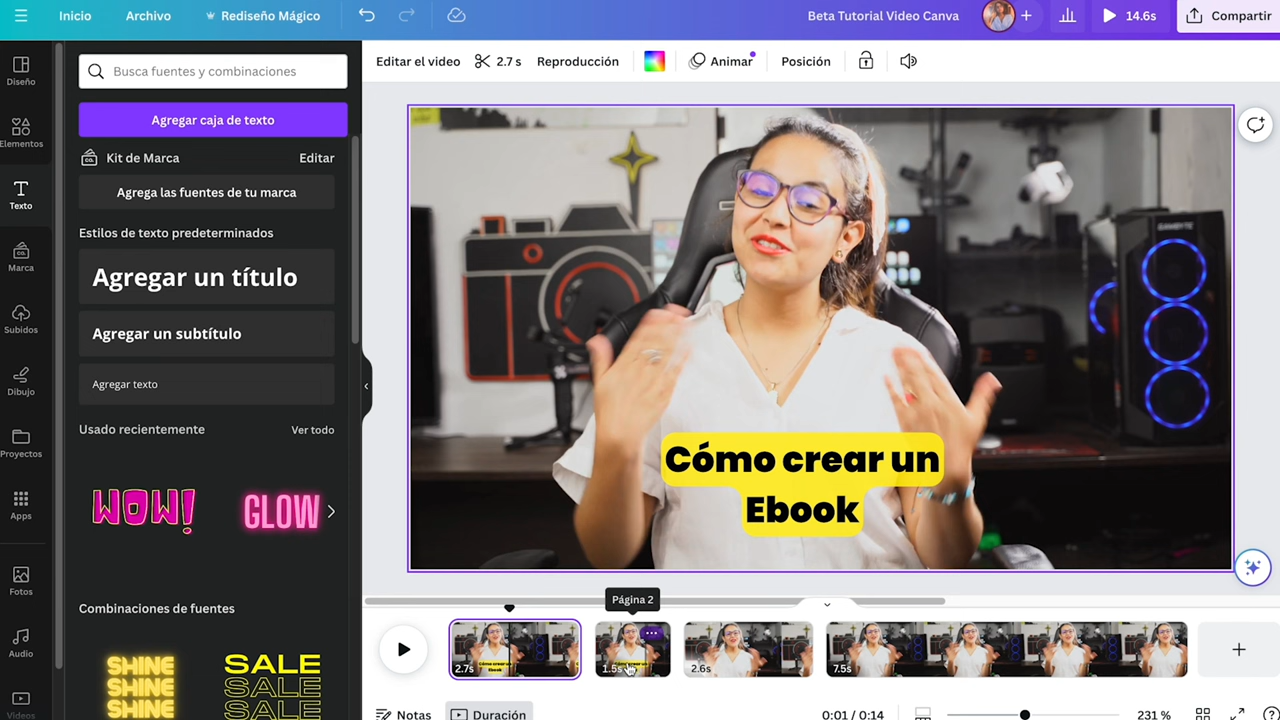 Inicio
Archivo
Rediseño Mágico
Beta Tutorial Video Canva
14.6s
Compartir
Diseño
Elementos
Texto
Marca
Subidos
Dibujo
Proyectos
Apps
Fotos
Audio
Videos
Busca fuentes y combinaciones
Agregar caja de texto
Kit de Marca
Editar
Agrega las fuentes de tu marca
Estilos de texto predeterminados
Agregar un título
Agregar un subtítulo
Agregar texto
Usado recientemente
Ver todo
WOW!
GLOW
Combinaciones de fuentes
SHINE
SHINE
SHINE
SALE
SALE
SALE
Editar el video
2.7 s
Reproducción
Animar
Posición
GIGABYTE
Cómo crear un
Ebook
Página 2
2.7s
1.5s
2.6s
7.5s
Notas
Duración
0:01 / 0:14
231 %